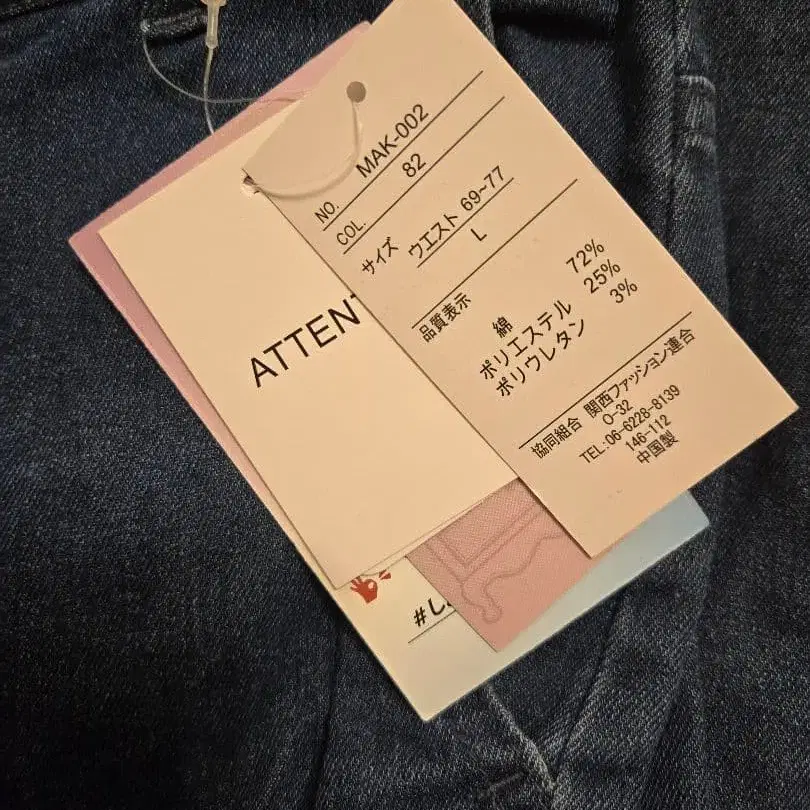 NO. MAK-002
COL. 82
サイズ ウエスト 69~77
L
品質表示
綿 72%
ポリエステル 25%
ポリウレタン 3%
協同組合 関西ファッション連合
O-32
TEL:06-6228-8139
146-112
中国製
ATTENT
#し